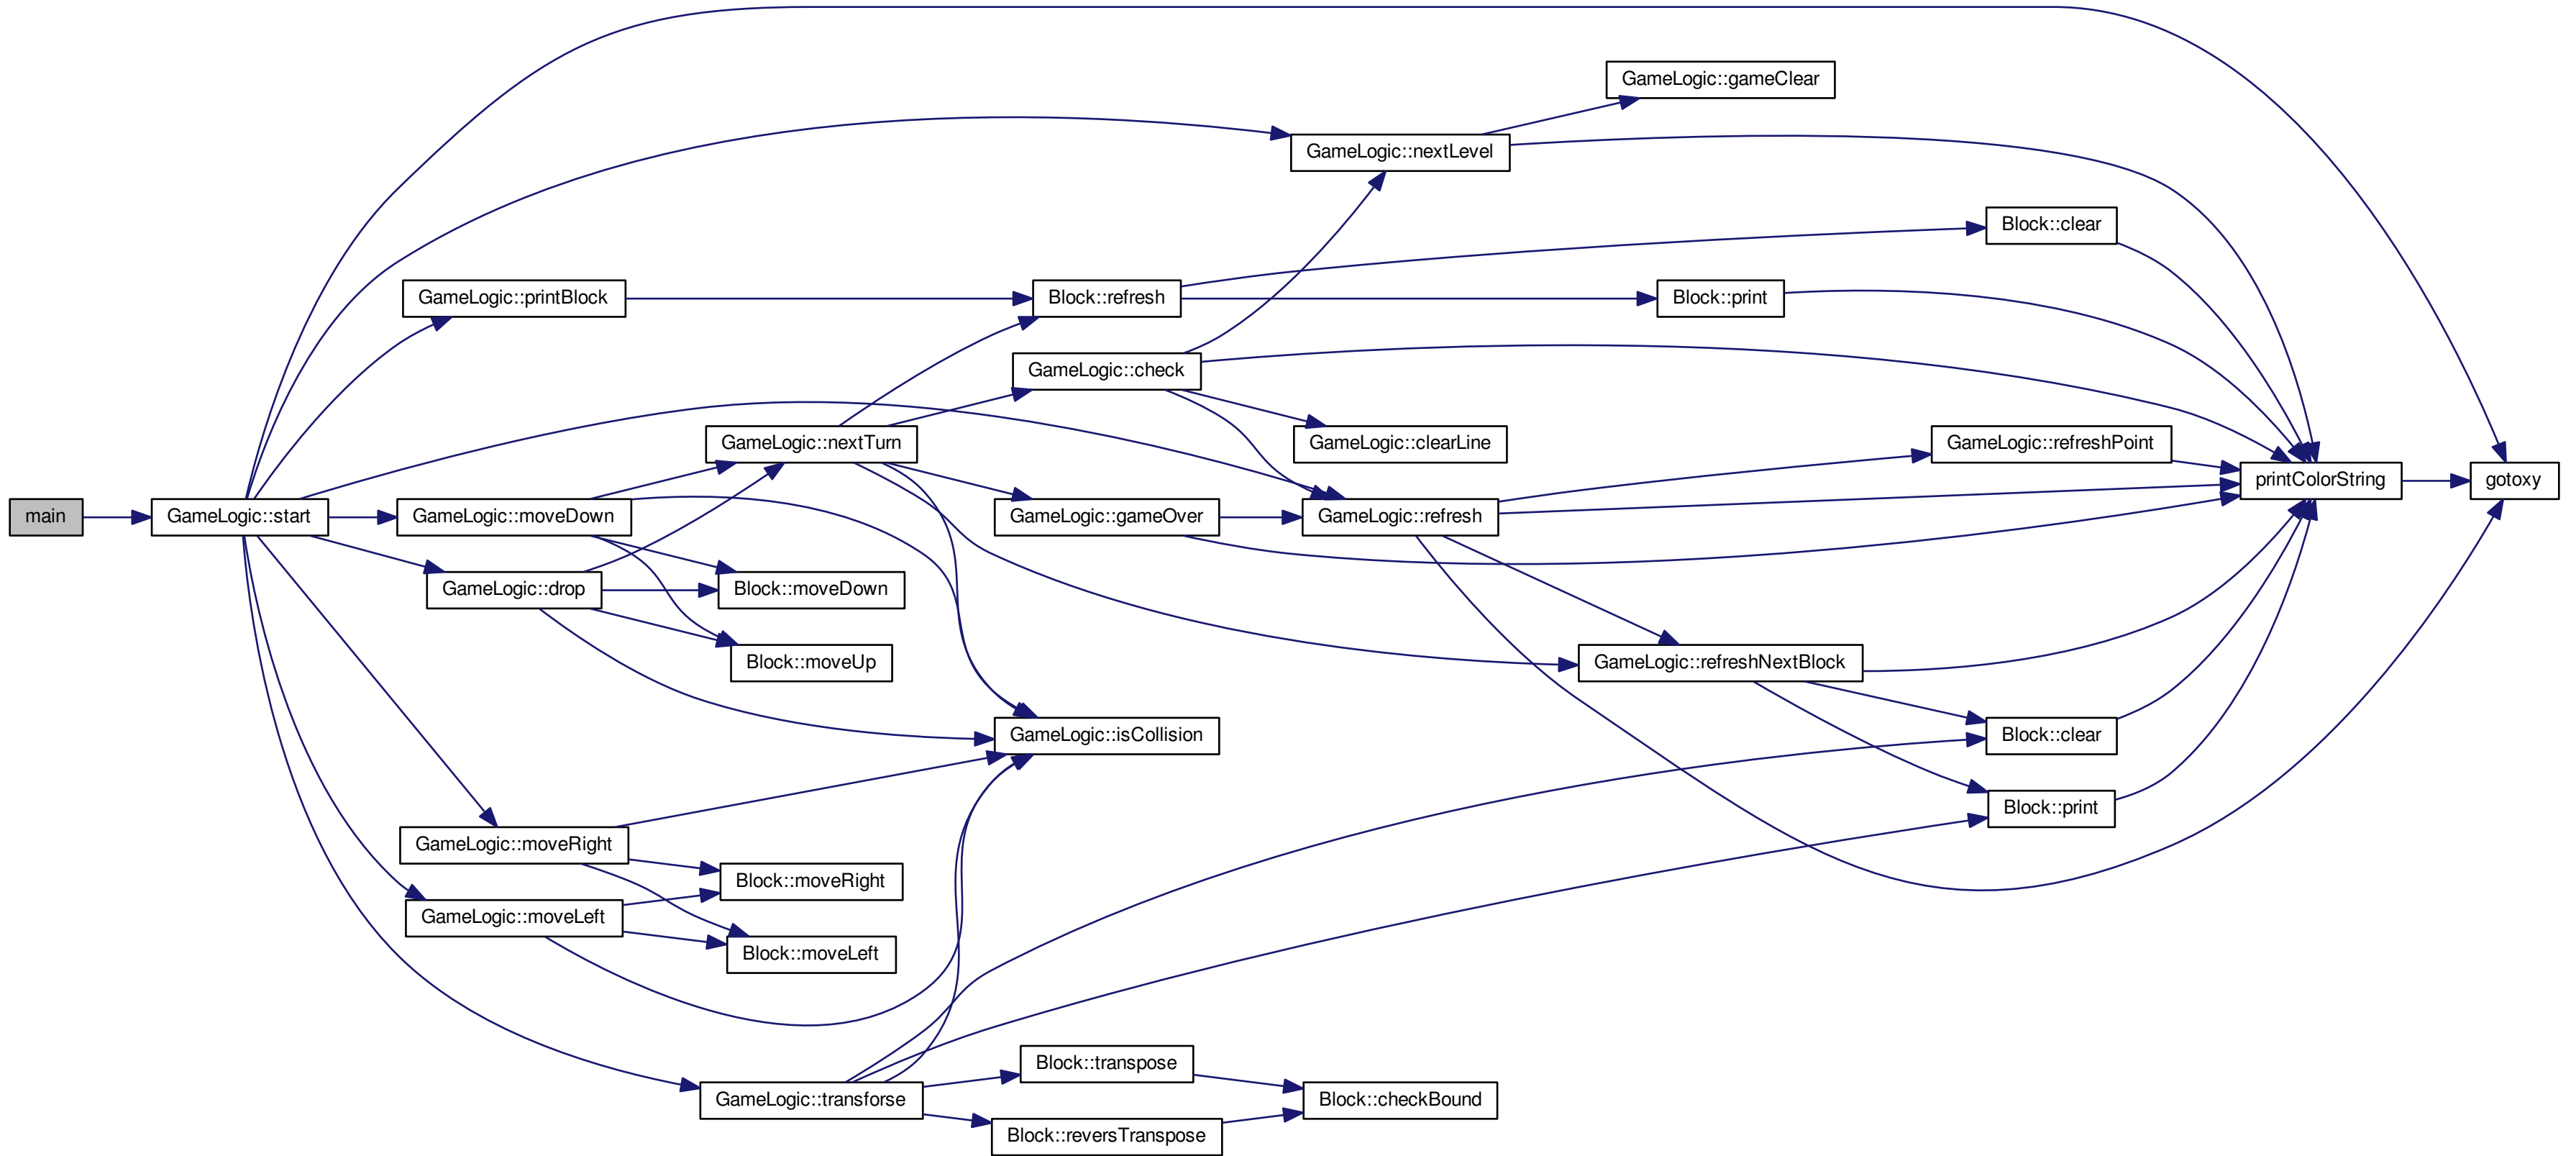 GameLogic::gameClear
GameLogic::nextLevel
Block::clear
GameLogic::printBlock
Block::refresh
Block::print
GameLogic::check
GameLogic::nextTurn
GameLogic::clearLine
GameLogic::refreshPoint
printColorString
gotoxy
main
GameLogic::start
GameLogic::moveDown
GameLogic::gameOver
GameLogic::refresh
GameLogic::drop
Block::moveDown
Block::moveUp
GameLogic::refreshNextBlock
GameLogic::isCollision
Block::clear
Block::print
GameLogic::moveRight
Block::moveRight
GameLogic::moveLeft
Block::moveLeft
Block::transpose
GameLogic::transforse
Block::checkBound
Block::reversTranspose